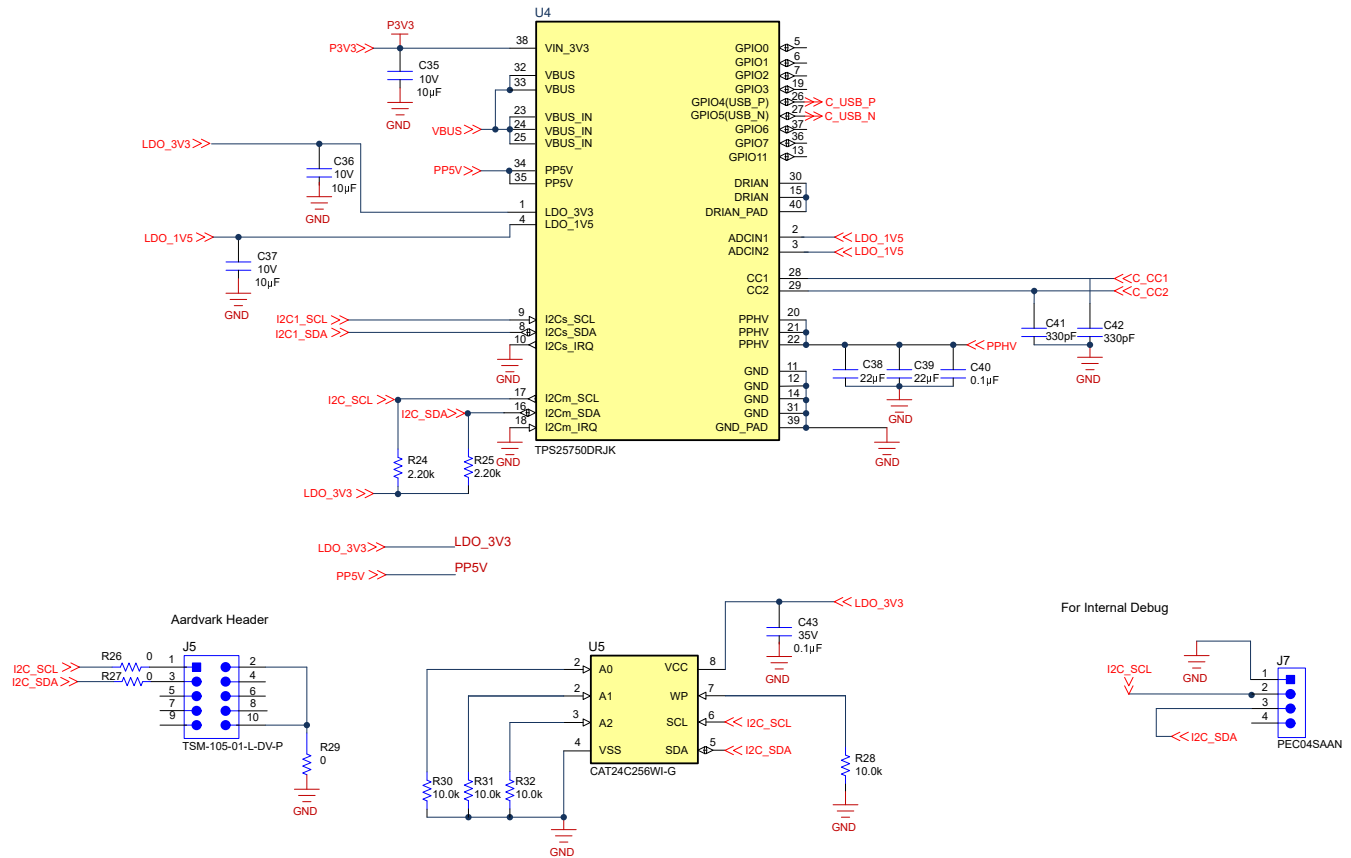 U4
P3V3
P3V3
38
VIN_3V3
C35
10V
10µF
GND
32
VBUS
33
VBUS
23
VBUS_IN
VBUS
24
VBUS_IN
25
VBUS_IN
LDO_3V3
C36
10V
10µF
GND
PP5V
34
PP5V
35
PP5V
1
LDO_3V3
4
LDO_1V5
LDO_1V5
C37
10V
10µF
GND
I2C1_SCL
9
I2Cs_SCL
I2C1_SDA
8
I2Cs_SDA
10
I2Cs_IRQ
GND
I2C_SCL
17
I2Cm_SCL
I2C_SDA
16
I2Cm_SDA
18
I2Cm_IRQ
GND
R24
2.20k
R25
2.20k
LDO_3V3
GPIO0
5
GPIO1
6
GPIO2
7
GPIO3
19
GPIO4(USB_P)
26
C_USB_P
GPIO5(USB_N)
27
C_USB_N
GPIO6
37
GPIO7
36
GPIO11
13
DRIAN
30
DRIAN
15
DRIAN_PAD
40
ADCIN1
2
LDO_1V5
ADCIN2
3
LDO_1V5
CC1
28
C_CC1
CC2
29
C_CC2
PPHV
20
PPHV
21
PPHV
22
PPHV
C41
330pF
C42
330pF
GND
C38
22µF
C39
22µF
C40
0.1µF
GND
GND
11
GND
12
GND
14
GND
31
GND_PAD
39
GND
TPS25750DRJK
LDO_3V3
LDO_3V3
PP5V
PP5V
Aardvark Header
J5
I2C_SCL
R26
0
1
2
I2C_SDA
R27
0
3
4
5
6
7
8
9
10
TSM-105-01-L-DV-P
R29
0
GND
U5
2
A0
2
A1
3
A2
4
VSS
VCC
8
WP
7
SCL
6
I2C_SCL
SDA
5
I2C_SDA
CAT24C256WI-G
LDO_3V3
C43
35V
0.1µF
GND
R30
10.0k
R31
10.0k
R32
10.0k
GND
R28
10.0k
GND
For Internal Debug
J7
GND
I2C_SCL
1
2
3
4
I2C_SDA
PEC04SAAN